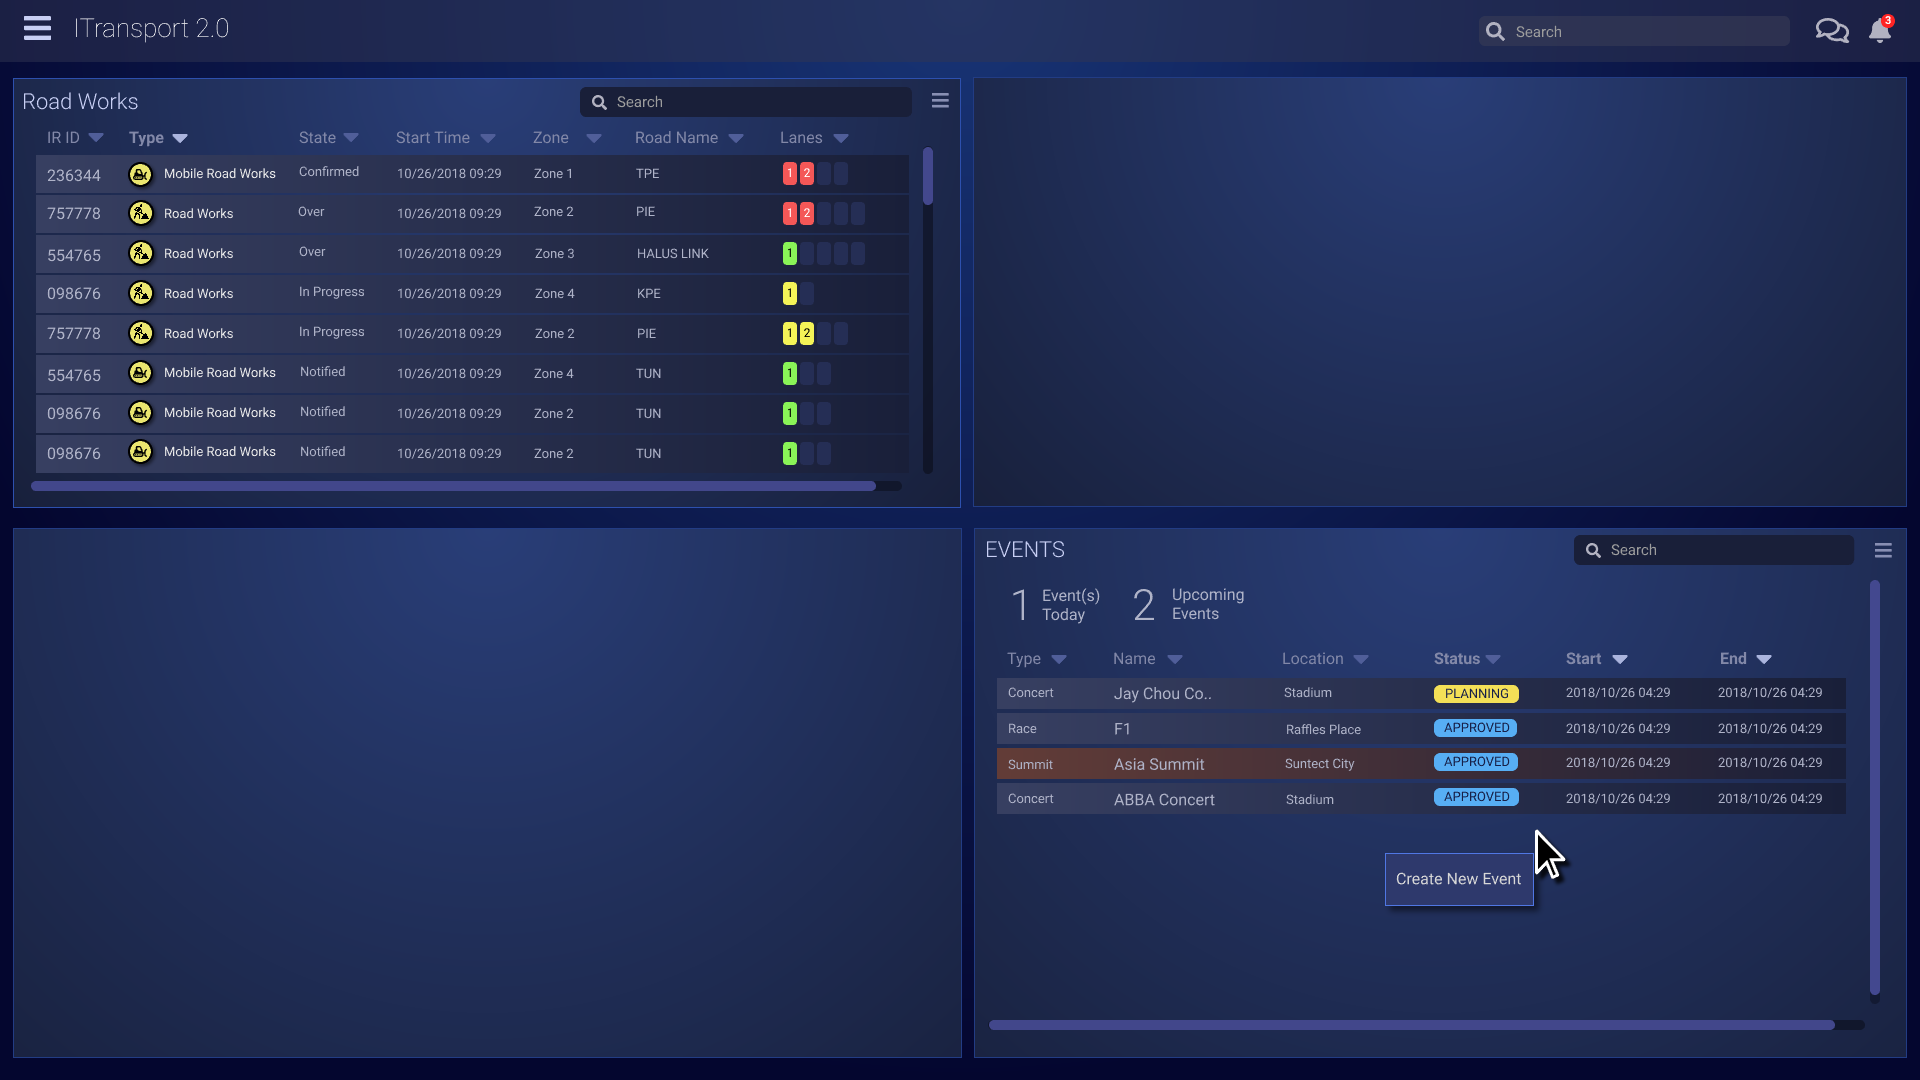 ITransport 2.0
Search
3
Road Works
Search
IR ID Type State Start Time Zone Road Name Lanes
236344 Mobile Road Works Confirmed 10/26/2018 09:29 Zone 1 TPE 1 2
757778 Road Works Over 10/26/2018 09:29 Zone 2 PIE 1 2
554765 Road Works Over 10/26/2018 09:29 Zone 3 HALUS LINK 1
098676 Road Works In Progress 10/26/2018 09:29 Zone 4 KPE 1
757778 Road Works In Progress 10/26/2018 09:29 Zone 2 PIE 1 2
554765 Mobile Road Works Notified 10/26/2018 09:29 Zone 4 TUN 1
098676 Mobile Road Works Notified 10/26/2018 09:29 Zone 2 TUN 1
098676 Mobile Road Works Notified 10/26/2018 09:29 Zone 2 TUN 1
EVENTS
Search
1 Event(s)
Today
2 Upcoming
Events
Type Name Location Status Start End
Concert Jay Chou Co.. Stadium PLANNING 2018/10/26 04:29 2018/10/26 04:29
Race F1 Raffles Place APPROVED 2018/10/26 04:29 2018/10/26 04:29
Summit Asia Summit Suntect City APPROVED 2018/10/26 04:29 2018/10/26 04:29
Concert ABBA Concert Stadium APPROVED 2018/10/26 04:29 2018/10/26 04:29
Create New Event